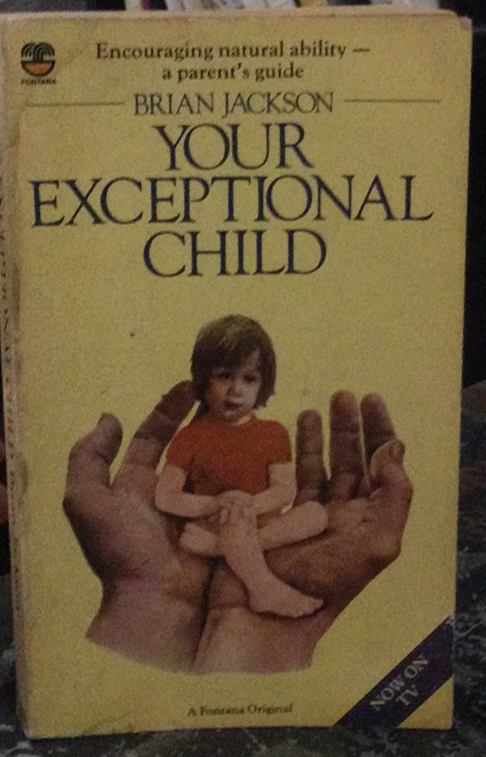 Encouraging natural ability —
a parent's guide
FONTANA
BRIAN JACKSON
YOUR
EXCEPTIONAL
CHILD
NOW ON
TV
A Fontana Original